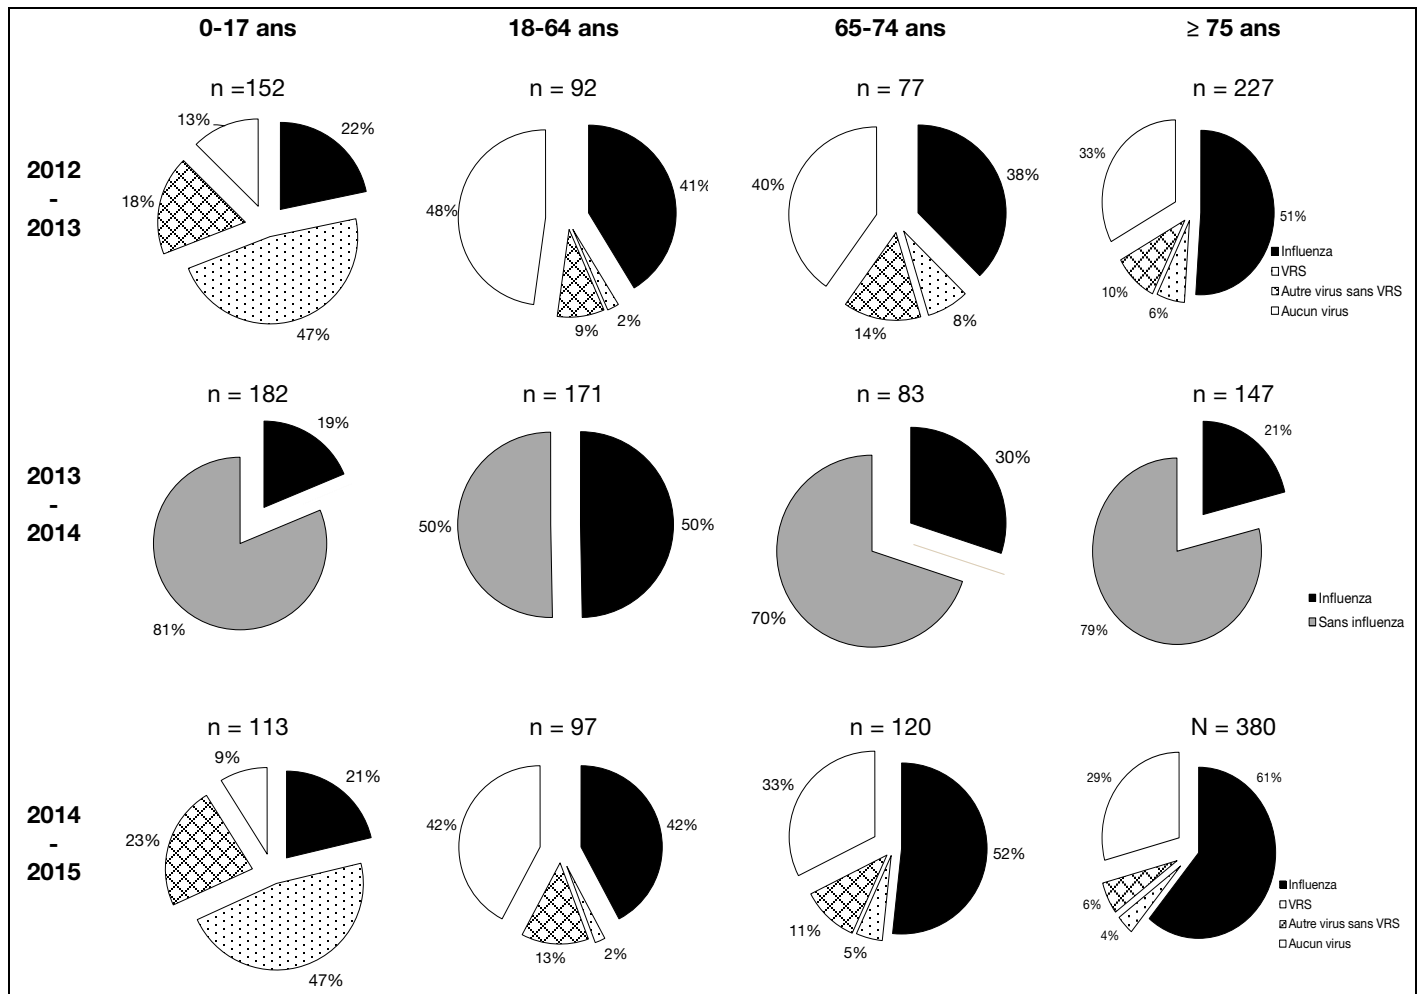 0-17 ans
18-64 ans
65-74 ans
≥ 75 ans
2012
-
2013
n =152
13%
22%
18%
47%
n = 92
48%
41%
9%
2%
n = 77
40%
38%
14%
8%
n = 227
33%
51%
10%
6%
Influenza
VRS
Autre virus sans VRS
Aucun virus
2013
-
2014
n = 182
19%
81%
n = 171
50%
50%
n = 83
30%
70%
n = 147
21%
79%
Influenza
Sans influenza
2014
-
2015
n = 113
9%
21%
23%
47%
n = 97
42%
42%
13%
2%
n = 120
33%
52%
11%
5%
N = 380
29%
61%
6%
4%
Influenza
VRS
Autre virus sans VRS
Aucun virus